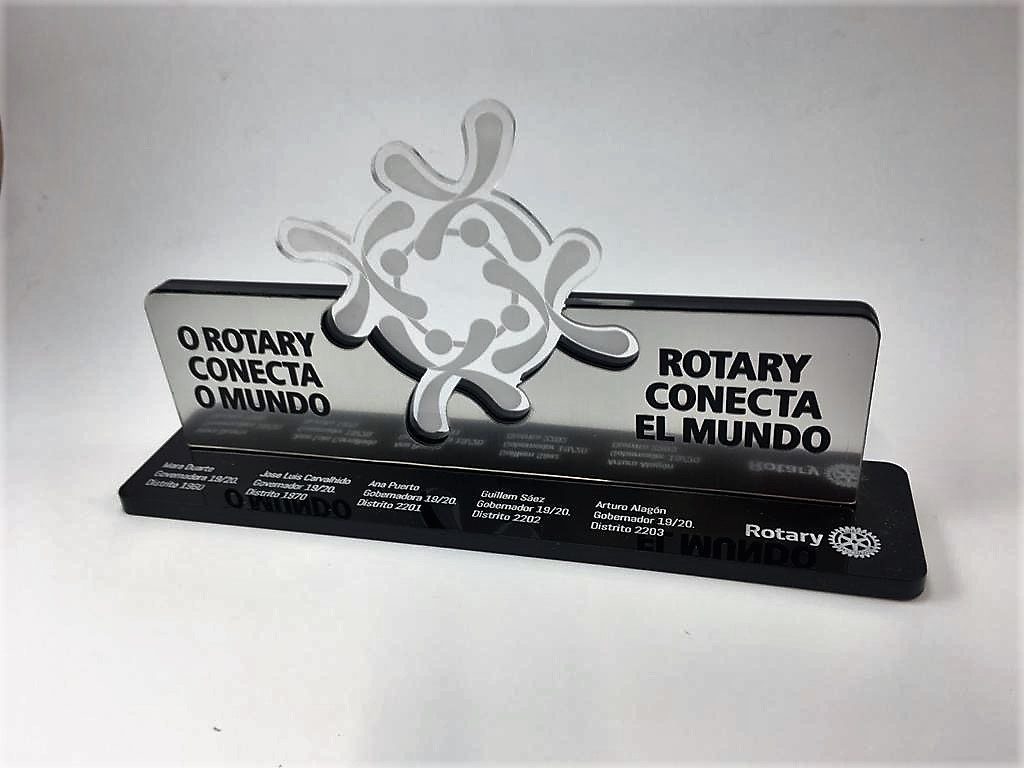 O ROTARY
CONECTA
O MUNDO
ROTARY
CONECTA
EL MUNDO
Mara Duarte
Governadora 19/20.
Distrito 1960
Jose Luis Carvalhido
Governador 19/20.
Distrito 1970
Ana Puerto
Gobernadora 19/20.
Distrito 2201
Guillem Sáez
Gobernador 19/20.
Distrito 2202
Arturo Alagón
Gobernador 19/20.
Distrito 2203
Rotary